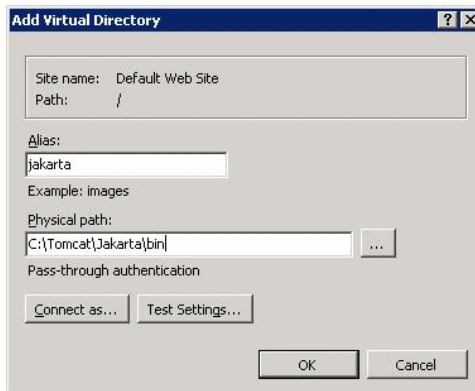 Add Virtual Directory
Site name: Default Web Site
Path: /
Alias:
jakarta
Example: images
Physical path:
C:\Tomcat\Jakarta\bin
...
Pass-through authentication
Connect as... Test Settings...
OK Cancel